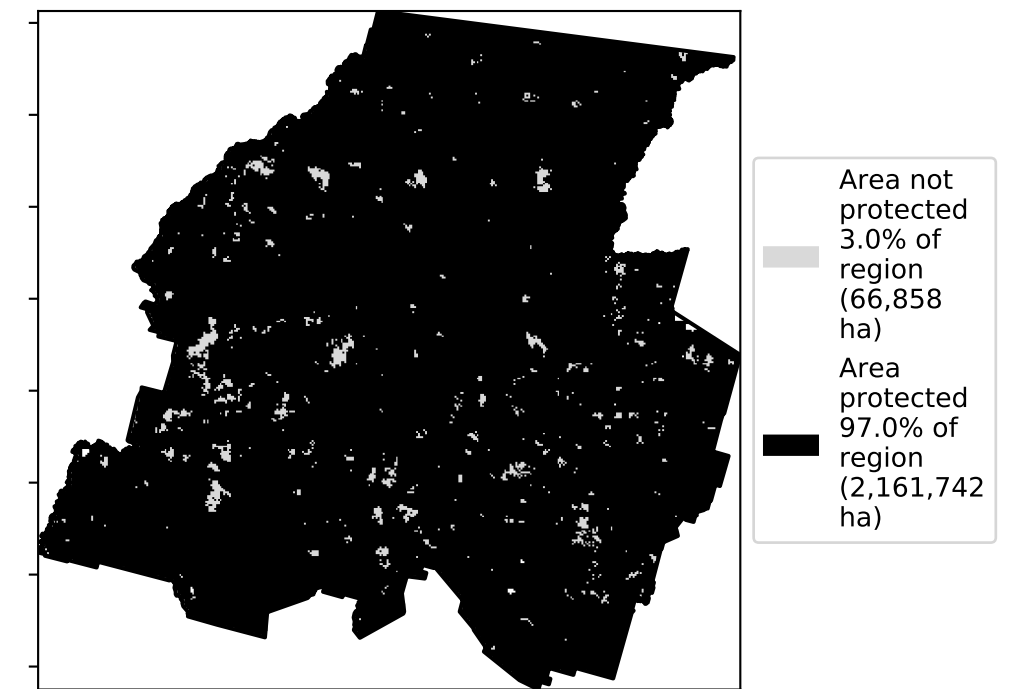 Area not
protected
3.0% of
region
(66,858
ha)
Area
protected
97.0% of
region
(2,161,742
ha)